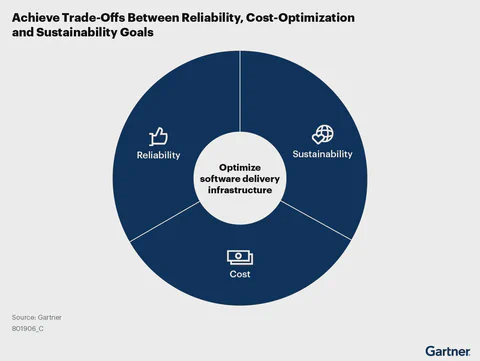 Achieve Trade-Offs Between Reliability, Cost-Optimization
and Sustainability Goals
Reliability
Sustainability
Optimize
software delivery
infrastructure
Cost
Source: Gartner
801906_C
Gartner